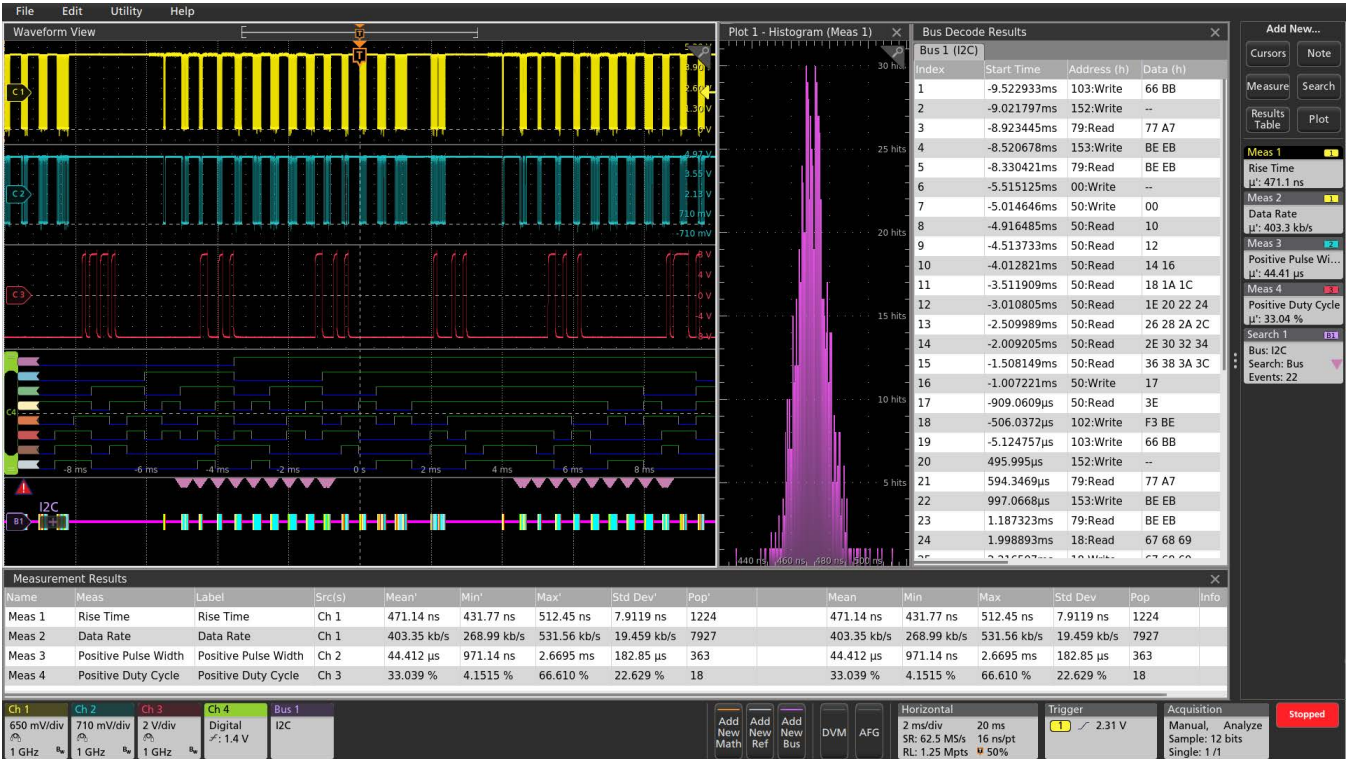 File Edit Utility Help
Waveform View
T
T
C 1
1.30 V
C 2
4.97 V
3.55 V
2.13 V
710 mV
-710 mV
C 3
4 V
0 V
C4
-8 ms -6 ms -4 ms -2 ms 0 s 2 ms 4 ms 6 ms 8 ms
I2C
B1
Plot 1 - Histogram (Meas 1)
25 hits
20 hits
15 hits
10 hits
5 hits
440 ns 460 ns 480 ns 500 ns
Bus Decode Results
Bus 1 (I2C)
Index Start Time Address (h) Data (h)
1 -9.522933ms 103:Write 66 BB
2 -9.021797ms 152:Write --
3 -8.923445ms 79:Read 77 A7
4 -8.520678ms 153:Write BE EB
5 -8.330421ms 79:Read BE EB
6 -5.515125ms 00:Write --
7 -5.014646ms 50:Write 00
8 -4.916485ms 50:Read 10
9 -4.513733ms 50:Read 12
10 -4.012821ms 50:Read 14 16
11 -3.511909ms 50:Read 18 1A 1C
12 -3.010805ms 50:Read 1E 20 22 24
13 -2.509989ms 50:Read 26 28 2A 2C
14 -2.009205ms 50:Read 2E 30 32 34
15 -1.508149ms 50:Read 36 38 3A 3C
16 -1.007221ms 50:Write 17
17 -909.0609µs 50:Read 3E
18 -506.0372µs 102:Write F3 BE
19 -5.124757µs 103:Write 66 BB
20 495.995µs 152:Write --
21 594.3469µs 79:Read 77 A7
22 997.0668µs 153:Write BE EB
23 1.187323ms 79:Read BE EB
24 1.998893ms 18:Read 67 68 69
Add New...
Cursors Note
Measure Search
Results Table Plot
Meas 1 1
Rise Time
µ': 471.1 ns
Meas 2 1
Data Rate
µ': 403.3 kb/s
Meas 3 2
Positive Pulse Wi...
µ': 44.41 µs
Meas 4 3
Positive Duty Cycle
µ': 33.04 %
Search 1 B1
Bus: I2C
Search: Bus
Events: 22
Measurement Results
Name Meas Label Src(s) Mean' Min' Max' Std Dev' Pop' Mean Min Max Std Dev Pop Info
Meas 1 Rise Time Rise Time Ch 1 471.14 ns 431.77 ns 512.45 ns 7.9119 ns 1224 471.14 ns 431.77 ns 512.45 ns 7.9119 ns 1224
Meas 2 Data Rate Data Rate Ch 1 403.35 kb/s 268.99 kb/s 531.56 kb/s 19.459 kb/s 7927 403.35 kb/s 268.99 kb/s 531.56 kb/s 19.459 kb/s 7927
Meas 3 Positive Pulse Width Positive Pulse Width Ch 2 44.412 µs 971.14 ns 2.6695 ms 182.85 µs 363 44.412 µs 971.14 ns 2.6695 ms 182.85 µs 363
Meas 4 Positive Duty Cycle Positive Duty Cycle Ch 3 33.039 % 4.1515 % 66.610 % 22.629 % 18 33.039 % 4.1515 % 66.610 % 22.629 % 18
Ch 1
650 mV/div
1 GHz Bw
Ch 2
710 mV/div
1 GHz Bw
Ch 3
2 V/div
1 GHz Bw
Ch 4
Digital
: 1.4 V
Bus 1
I2C
Add New Math
Add New Ref
Add New Bus
DVM
AFG
Horizontal
2 ms/div 20 ms
SR: 62.5 MS/s 16 ns/pt
RL: 1.25 Mpts 50%
Trigger
1 2.31 V
Acquisition
Manual, Analyze
Sample: 12 bits
Single: 1 /1
Stopped